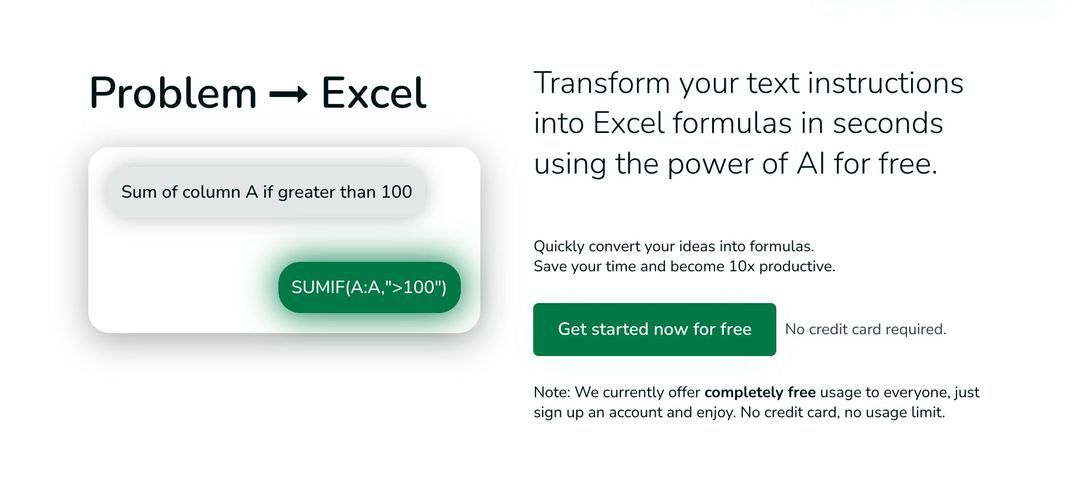 Problem → Excel
Sum of column A if greater than 100
SUMIF(A:A,">100")
Transform your text instructions
into Excel formulas in seconds
using the power of AI for free.
Quickly convert your ideas into formulas.
Save your time and become 10x productive.
Get started now for free
No credit card required.
Note: We currently offer completely free usage to everyone, just
sign up an account and enjoy. No credit card, no usage limit.